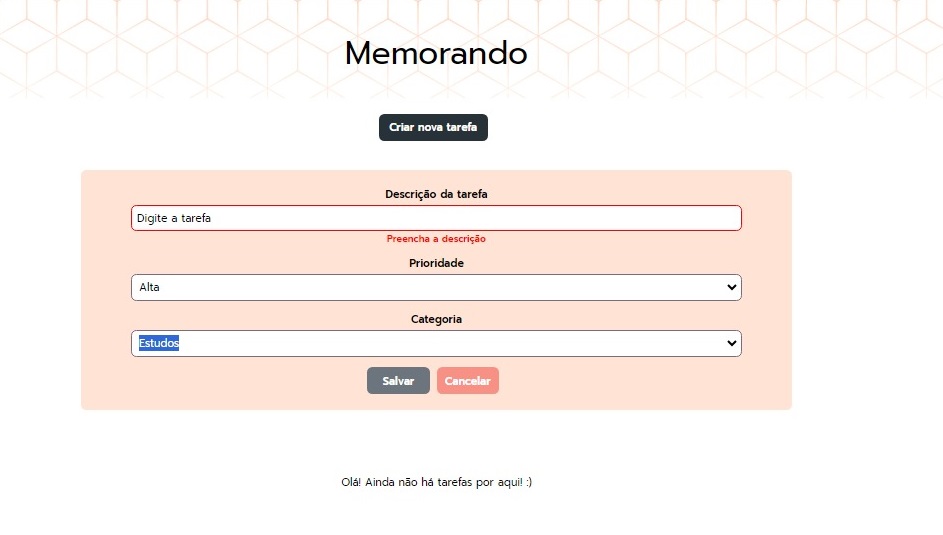 Memorando
Criar nova tarefa
Descrição da tarefa
Digite a tarefa
Preencha a descrição
Prioridade
Alta
Categoria
Estudos
Salvar Cancelar
Olá! Ainda não há tarefas por aqui! :)